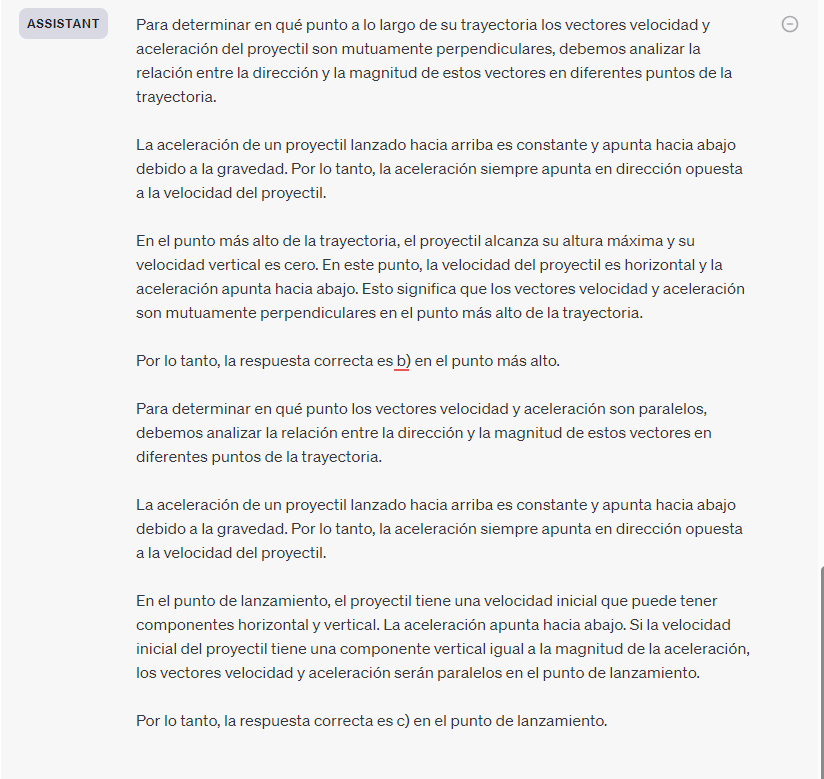 ASSISTANT
Para determinar en qué punto a lo largo de su trayectoria los vectores velocidad y
aceleración del proyectil son mutuamente perpendiculares, debemos analizar la
relación entre la dirección y la magnitud de estos vectores en diferentes puntos de la
trayectoria.
La aceleración de un proyectil lanzado hacia arriba es constante y apunta hacia abajo
debido a la gravedad. Por lo tanto, la aceleración siempre apunta en dirección opuesta
a la velocidad del proyectil.
En el punto más alto de la trayectoria, el proyectil alcanza su altura máxima y su
velocidad vertical es cero. En este punto, la velocidad del proyectil es horizontal y la
aceleración apunta hacia abajo. Esto significa que los vectores velocidad y aceleración
son mutuamente perpendiculares en el punto más alto de la trayectoria.
Por lo tanto, la respuesta correcta es b) en el punto más alto.
Para determinar en qué punto los vectores velocidad y aceleración son paralelos,
debemos analizar la relación entre la dirección y la magnitud de estos vectores en
diferentes puntos de la trayectoria.
La aceleración de un proyectil lanzado hacia arriba es constante y apunta hacia abajo
debido a la gravedad. Por lo tanto, la aceleración siempre apunta en dirección opuesta
a la velocidad del proyectil.
En el punto de lanzamiento, el proyectil tiene una velocidad inicial que puede tener
componentes horizontal y vertical. La aceleración apunta hacia abajo. Si la velocidad
inicial del proyectil tiene una componente vertical igual a la magnitud de la aceleración,
los vectores velocidad y aceleración serán paralelos en el punto de lanzamiento.
Por lo tanto, la respuesta correcta es c) en el punto de lanzamiento.